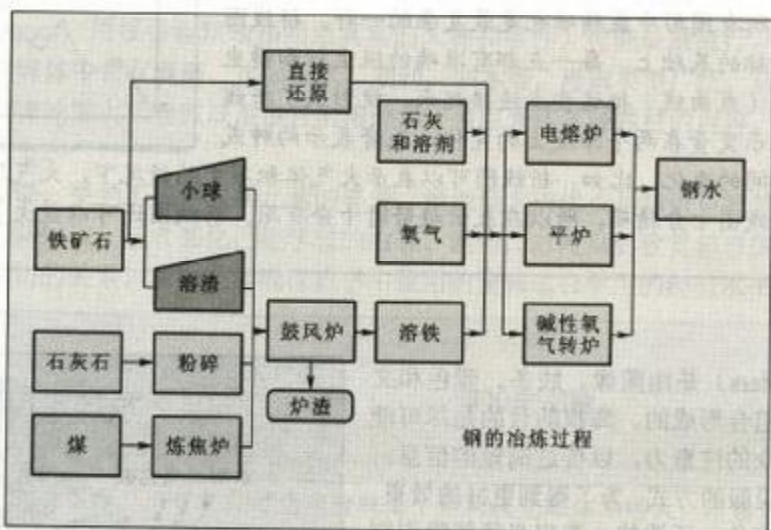 直接
还原
石灰
和溶剂
电熔炉
小球
钢水
铁矿石
氧气
平炉
溶渣
石灰石
粉碎
鼓风炉
溶铁
碱性氧
气转炉
炉渣
煤
炼焦炉
钢的冶炼过程